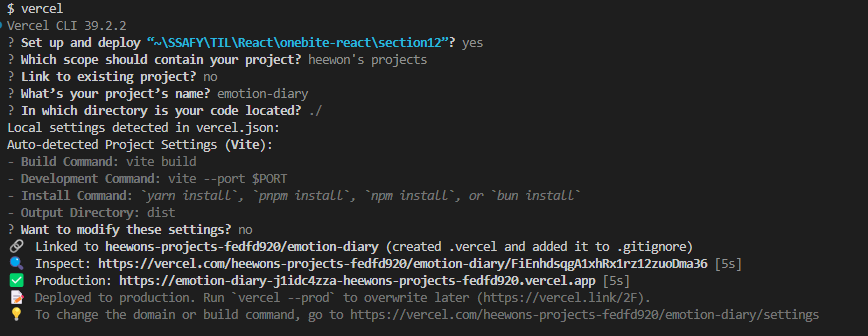 $ vercel
Vercel CLI 39.2.2
? Set up and deploy “~\SSAFY\TIL\React\onebite-react\section12”? yes
? Which scope should contain your project? heewon's projects
? Link to existing project? no
? What’s your project’s name? emotion-diary
? In which directory is your code located? ./
Local settings detected in vercel.json:
Auto-detected Project Settings (Vite):
- Build Command: vite build
- Development Command: vite --port $PORT
- Install Command: `yarn install`, `pnpm install`, `npm install`, or `bun install`
- Output Directory: dist
? Want to modify these settings? no
🔗  Linked to heewons-projects-fedfd920/emotion-diary (created .vercel and added it to .gitignore)
🔍  Inspect: https://vercel.com/heewons-projects-fedfd920/emotion-diary/FiEnhdsqgA1xhRx1rz12zuoDma36 [5s]
✅  Production: https://emotion-diary-j1idc4zza-heewons-projects-fedfd920.vercel.app [5s]
📝  Deployed to production. Run `vercel --prod` to overwrite later (https://vercel.link/2F).
💡  To change the domain or build command, go to https://vercel.com/heewons-projects-fedfd920/emotion-diary/settings